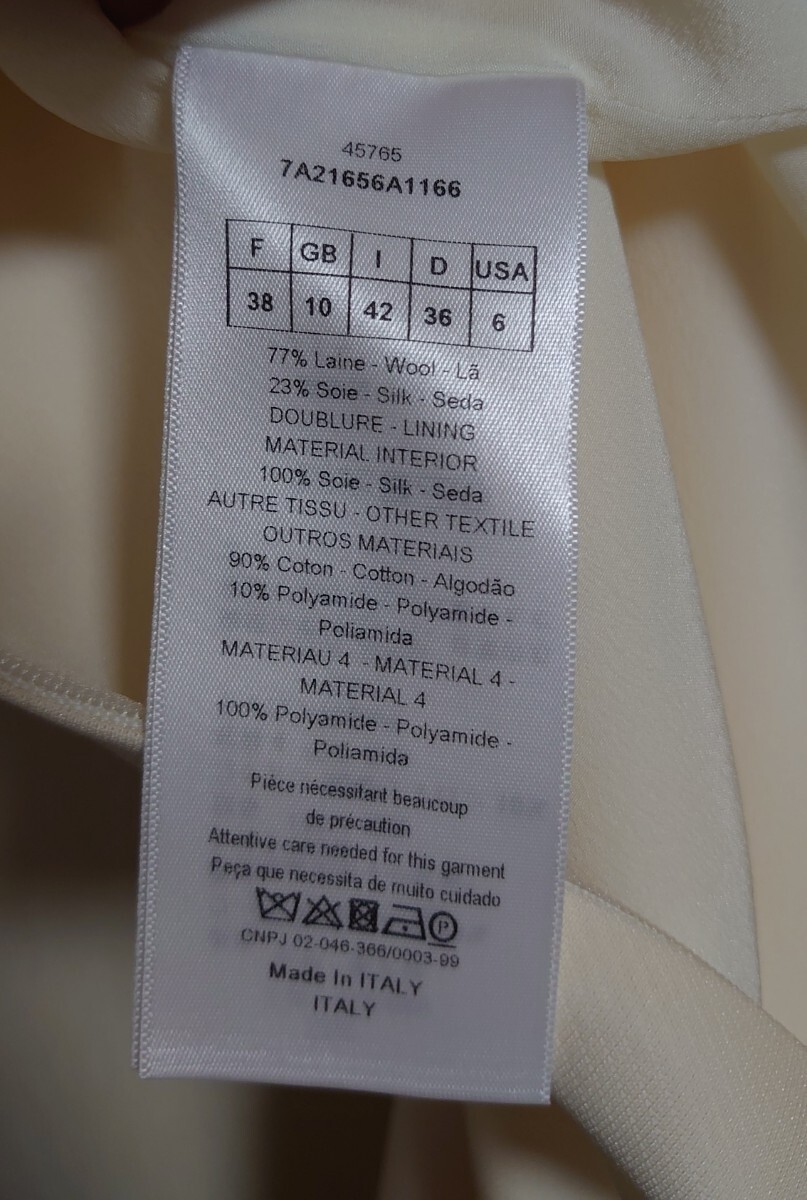 45765
7A21656A1166
F GB I D USA
38 10 42 36 6
77% Laine - Wool - Lã
23% Soie - Silk - Seda
DOUBLURE - LINING
MATERIAL INTERIOR
100% Soie - Silk - Seda
AUTRE TISSU - OTHER TEXTILE
OUTROS MATERIAIS
90% Coton - Cotton - Algodão
10% Polyamide - Polyamide -
Poliamida
MATERIAU 4 - MATERIAL 4 -
MATERIAL 4
100% Polyamide - Polyamide -
Poliamida
Pièce nécessitant beaucoup
de précaution
Attentive care needed for this garment
Peça que necessita de muito cuidado
P
CNPJ 02-046-366/0003-99
Made In ITALY
ITALY